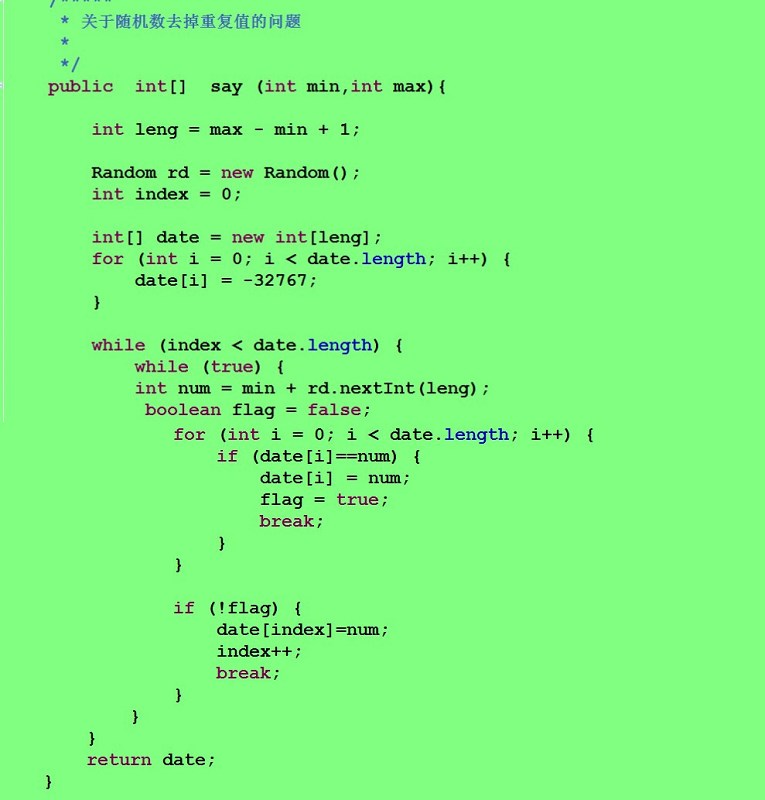 /*****
* 关于随机数去掉重复值的问题
*
*/
public int[] say (int min,int max){
int leng = max - min + 1;
Random rd = new Random();
int index = 0;
int[] date = new int[leng];
for (int i = 0; i < date.length; i++) {
date[i] = -32767;
}
while (index < date.length) {
while (true) {
int num = min + rd.nextInt(leng);
boolean flag = false;
for (int i = 0; i < date.length; i++) {
if (date[i]==num) {
date[i] = num;
flag = true;
break;
}
}
if (!flag) {
date[index]=num;
index++;
break;
}
}
}
return date;
}